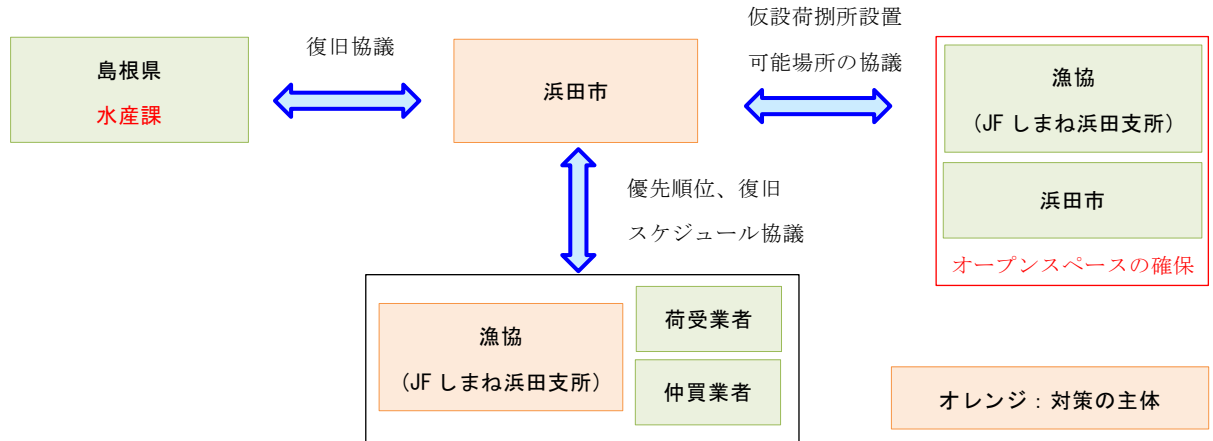 島根県
水産課
復旧協議
浜田市
仮設荷捌所設置
可能場所の協議
漁協
(JFしまね浜田支所)
浜田市
オープンスペースの確保
優先順位、復旧
スケジュール協議
漁協
(JFしまね浜田支所)
荷受業者
仲買業者
オレンジ：対策の主体